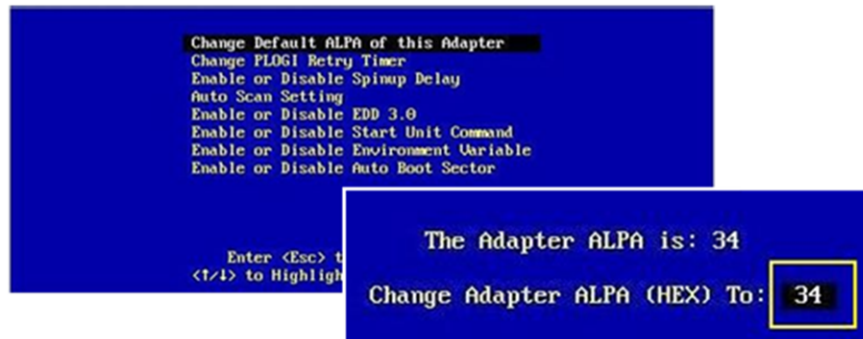 Change Default ALPA of this Adapter
Change PLOGI Retry Timer
Enable or Disable Spinup Delay
Auto Scan Setting
Enable or Disable EDD 3.0
Enable or Disable Start Unit Command
Enable or Disable Environment Variable
Enable or Disable Auto Boot Sector
Enter <Esc> t
<↑/↓> to Highligh
The Adapter ALPA is: 34
Change Adapter ALPA (HEX) To: 34